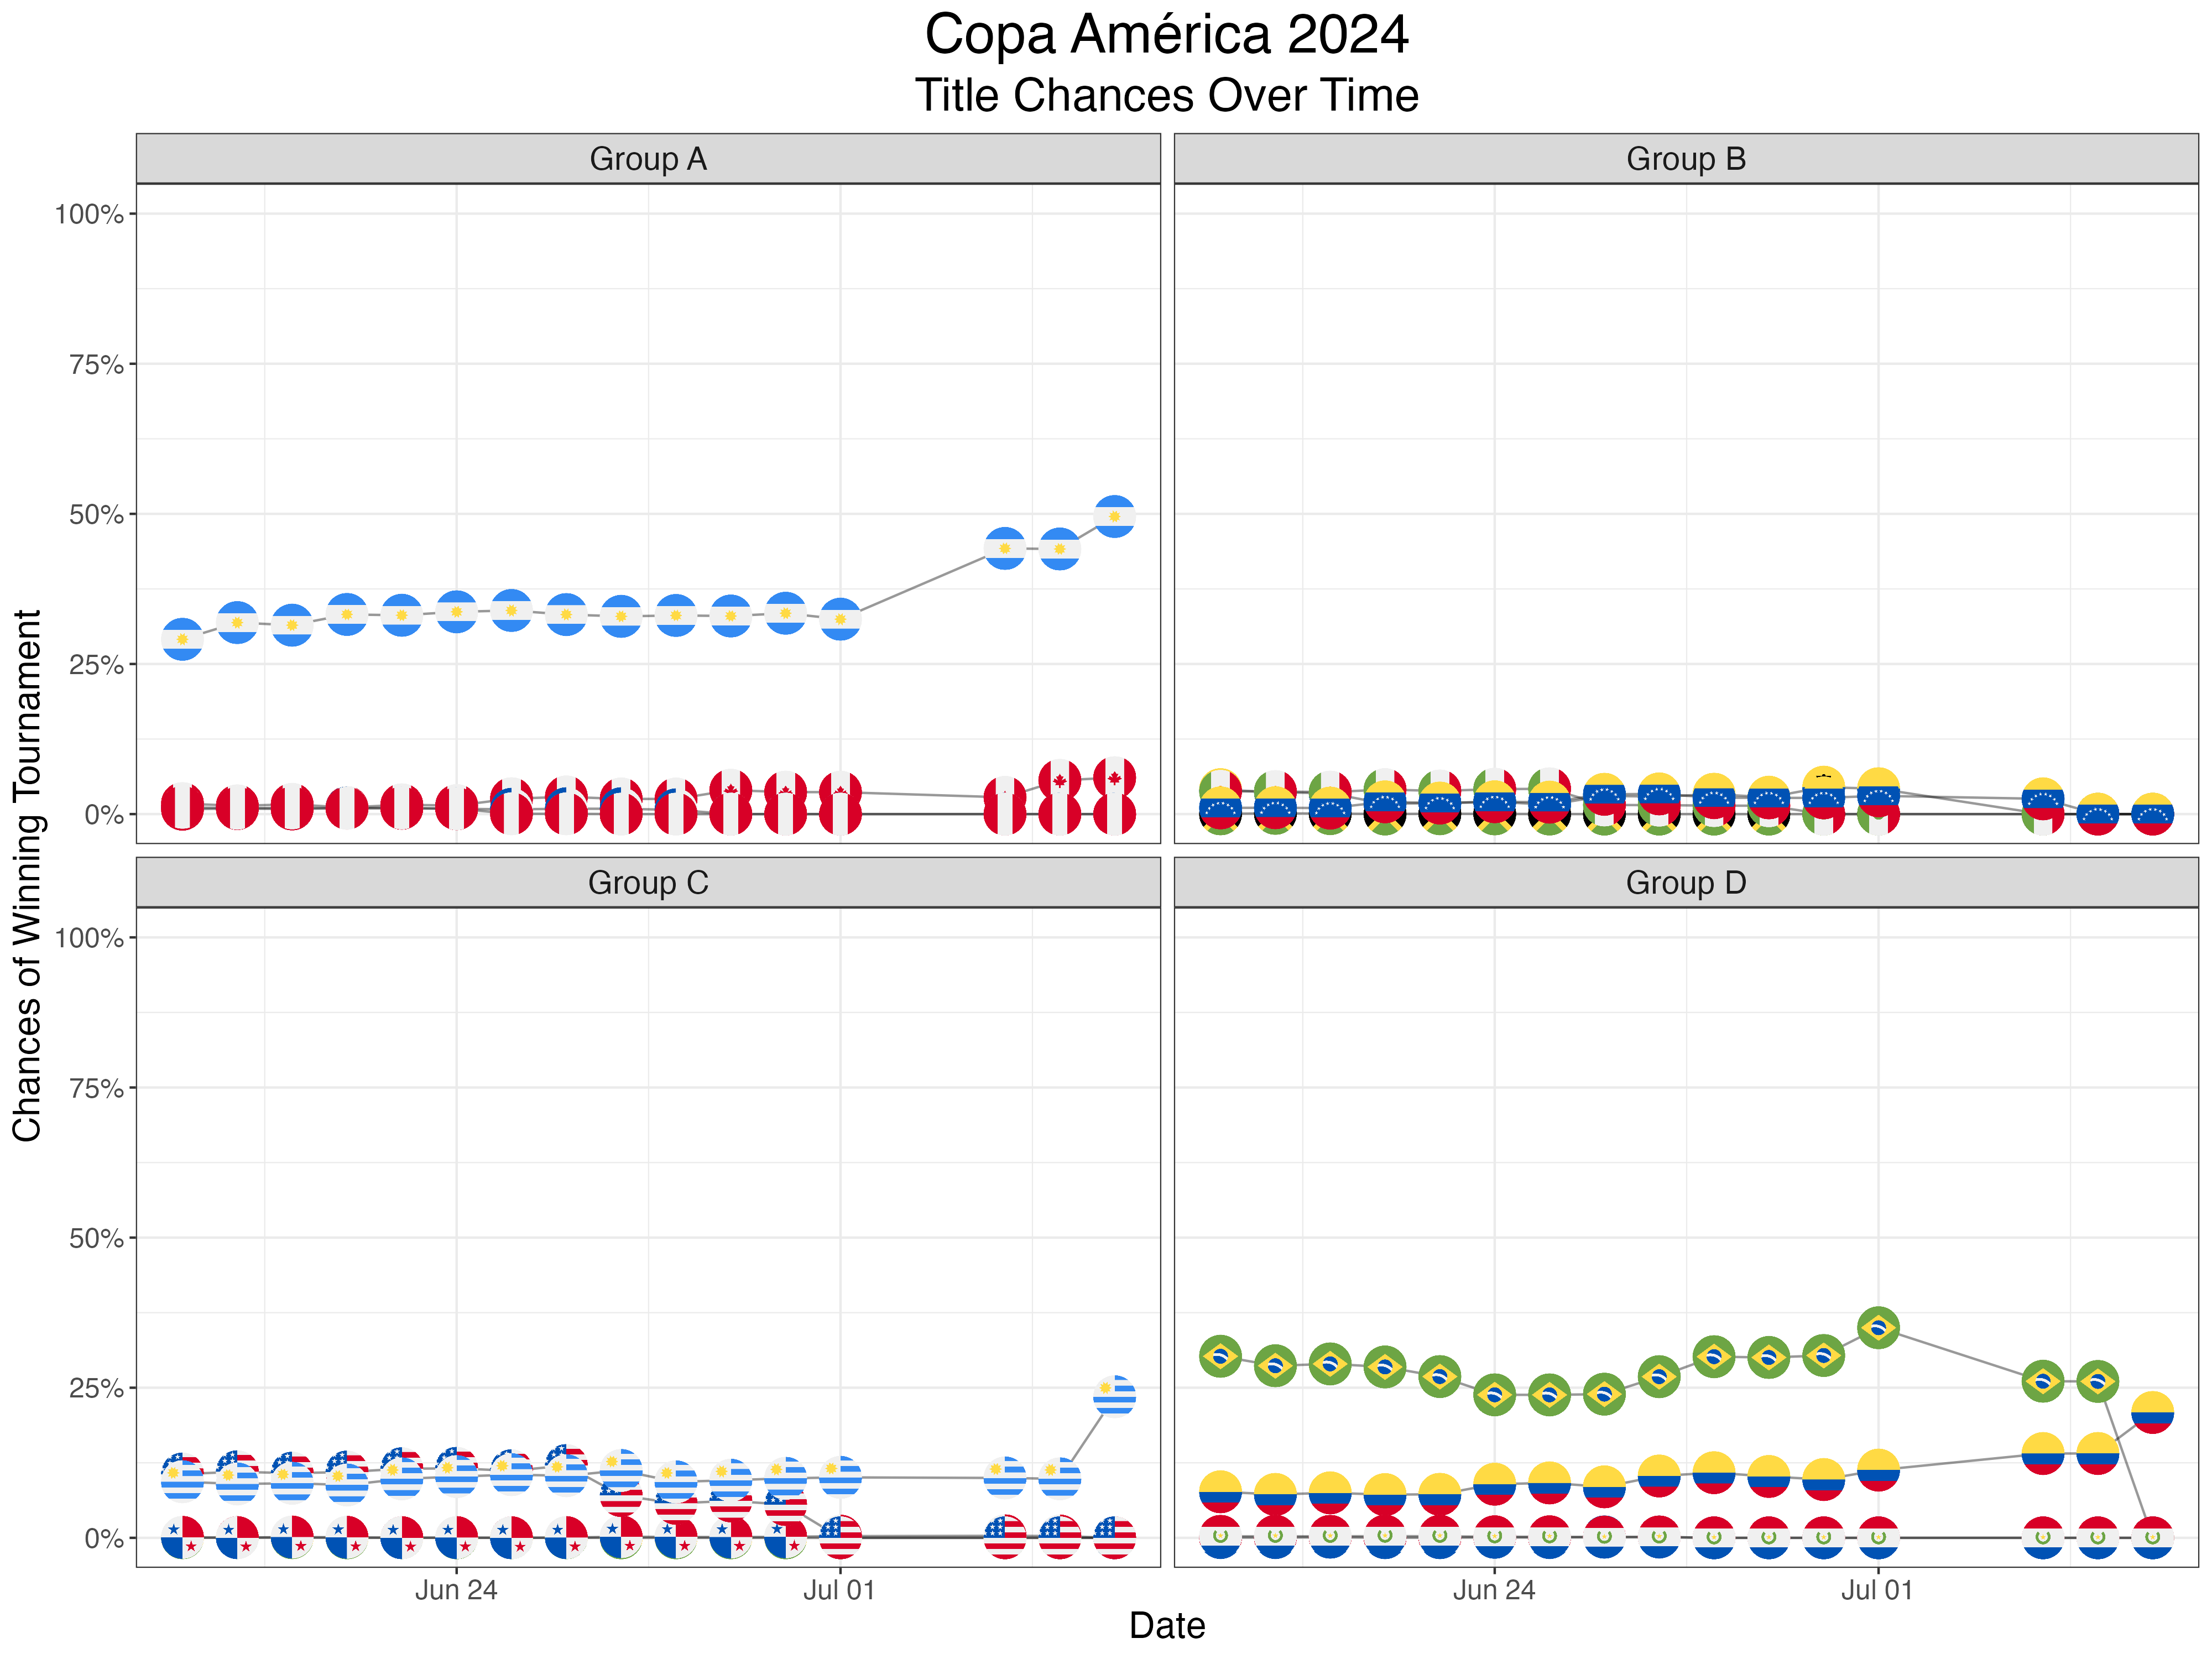 Copa América 2024
Title Chances Over Time
Group A
Group B
100%
75%
50%
25%
0%
Chances of Winning Tournament
Group C
Group D
100%
75%
50%
25%
0%
Jun 24
Jul 01
Jun 24
Jul 01
Date